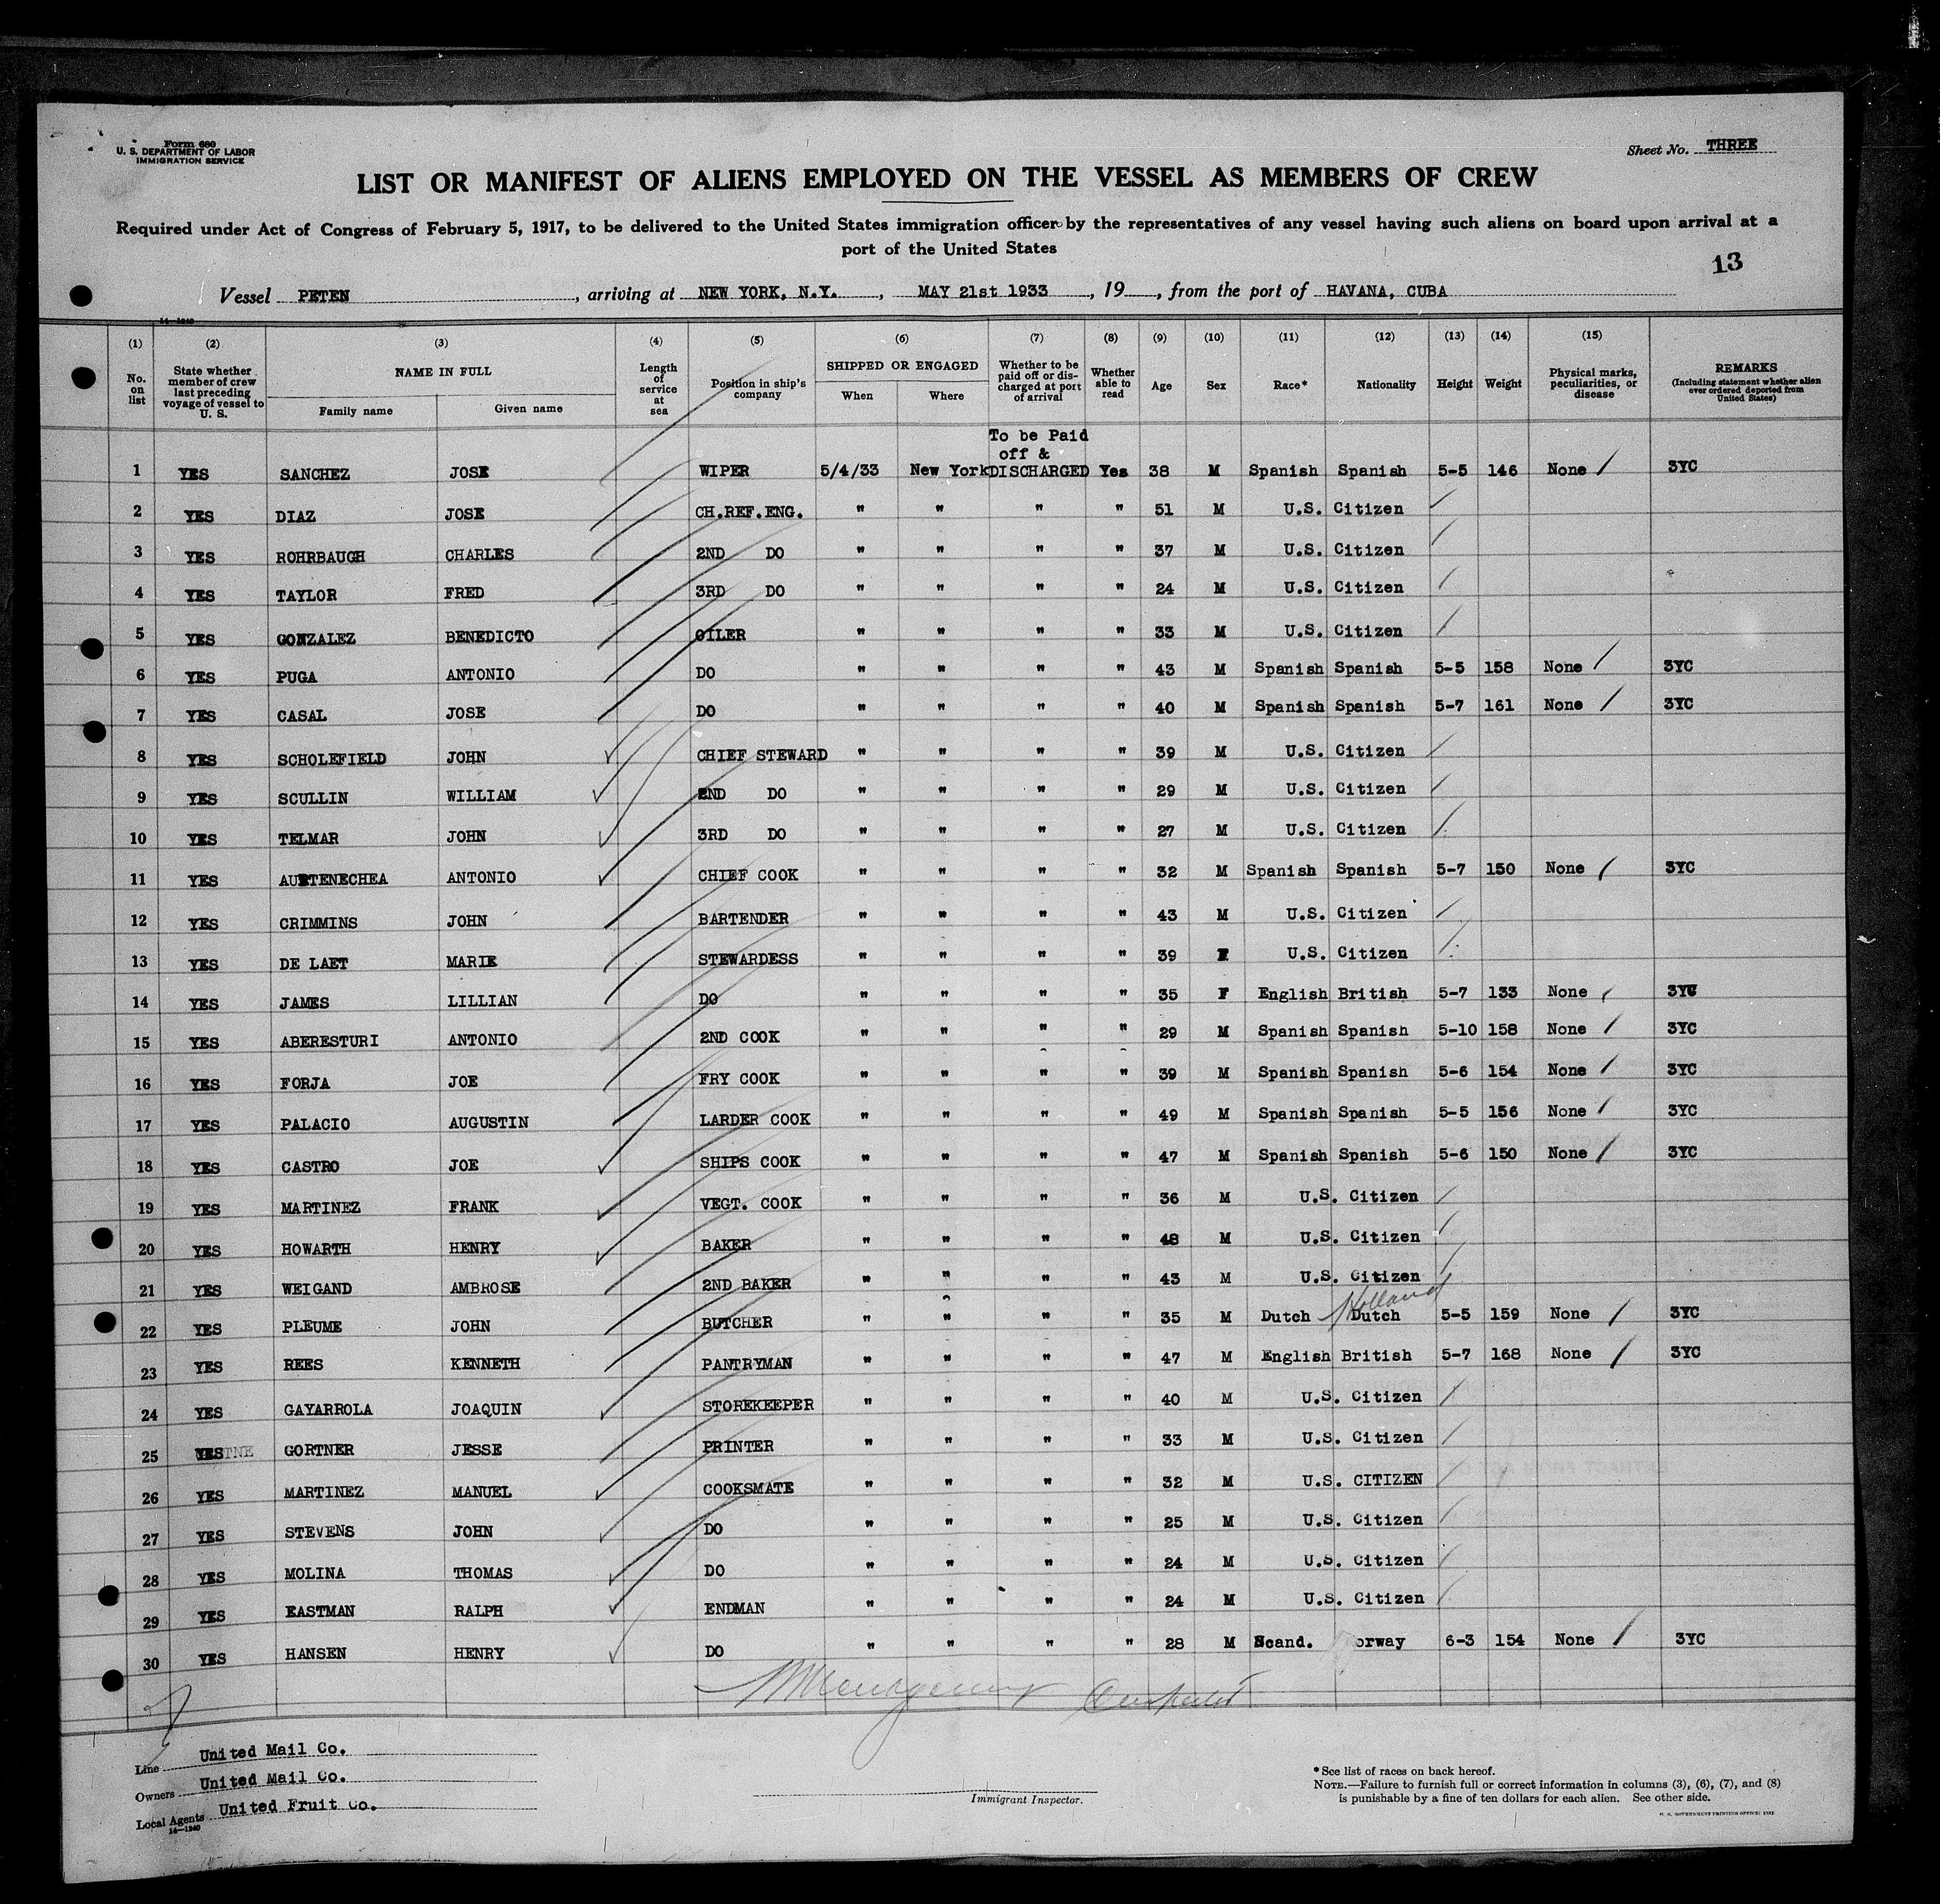 Form 680
U. S. DEPARTMENT OF LABOR
IMMIGRATION SERVICE
Sheet No. THREE
LIST OR MANIFEST OF ALIENS EMPLOYED ON THE VESSEL AS MEMBERS OF CREW
Required under Act of Congress of February 5, 1917, to be delivered to the United States immigration officer by the representatives of any vessel having such aliens on board upon arrival at a
port of the United States
13
Vessel PETEN, arriving at NEW YORK, N.Y., MAY 21st 1933, 19, from the port of HAVANA, CUBA
14-1240
(1) (2) (3) (4) (5) (6) (7) (8) (9) (10) (11) (12) (13) (14) (15)
No. on list State whether member of crew last preceding voyage of vessel to U. S. NAME IN FULL Family name Given name Length of service at sea Position in ship's company SHIPPED OR ENGAGED When Where Whether to be paid off or discharged at port of arrival Whether able to read Age Sex Race* Nationality Height Weight Physical marks, peculiarities, or disease REMARKS (Including statement whether alien ever ordered deported from United States)
To be Paid
off &
1 YES SANCHEZ JOSE WIPER 5/4/33 New York DISCHARGED Yes 38 M Spanish Spanish 5-5 146 None 3YC
2 YES DIAZ JOSE CH.REF.ENG. " " " " 51 M U.S. Citizen
3 YES ROHRBAUGH CHARLES 2ND DO " " " " 37 M U.S. Citizen
4 YES TAYLOR FRED 3RD DO " " " " 24 M U.S. Citizen
5 YES GONZALEZ BENEDICTO OILER " " " " 33 M U.S. Citizen
6 YES PUGA ANTONIO DO " " " " 43 M Spanish Spanish 5-5 158 None 3YC
7 YES CASAL JOSE DO " " " " 40 M Spanish Spanish 5-7 161 None 3YC
8 YES SCHOLEFIELD JOHN CHIEF STEWARD " " " " 39 M U.S. Citizen
9 YES SCULLIN WILLIAM 2ND DO " " " " 29 M U.S. Citizen
10 YES TELMAR JOHN 3RD DO " " " " 27 M U.S. Citizen
11 YES ANTONIO CHIEF COOK " " " " 32 M Spanish Spanish 5-7 150 None 3YC
12 YES CRIMMINS JOHN BARTENDER " " " " 43 M U.S. Citizen
13 YES DE LAET MARIE STEWARDESS " " " " 39 F U.S. Citizen
14 YES JAMES LILLIAN DO " " " " 35 F English British 5-7 133 None 3YC
15 YES ABERESTURI ANTONIO 2ND COOK " " " " 29 M Spanish Spanish 5-10 158 None 3YC
16 YES FORJA JOE FRY COOK " " " " 39 M Spanish Spanish 5-6 154 None 3YC
17 YES PALACIO AUGUSTIN LARDER COOK " " " " 49 M Spanish Spanish 5-5 156 None 3YC
18 YES CASTRO JOE SHIPS COOK " " " " 47 M Spanish Spanish 5-6 150 None 3YC
19 YES MARTINEZ FRANK VEGT. COOK " " " " 36 M U.S. Citizen
20 YES HOWARTH HENRY BAKER " " " " 48 M U.S. Citizen
21 YES WEIGAND AMBROSE 2ND BAKER " " " " 43 M U.S. Citizen
Holland
22 YES PLEUME JOHN BUTCHER " " " " 35 M Dutch Dutch 5-5 159 None 3YC
23 YES REES KENNETH PANTRYMAN " " " " 47 M English British 5-7 168 None 3YC
24 YES GAYARROLA JOAQUIN STOREKEEPER " " " " 40 M U.S. Citizen
25 YES GORTNER JESSE PRINTER " " " " 33 M U.S. Citizen
26 YES MARTINEZ MANUEL COOKSMATE " " " " 32 M U.S. CITIZEN
27 YES STEVENS JOHN DO " " " " 25 M U.S. Citizen
28 YES MOLINA THOMAS DO " " " " 24 M U.S. Citizen
29 YES EASTMAN RALPH ENDMAN " " " " 24 M U.S. Citizen
30 YES HANSEN HENRY DO " " " " 28 M Scand. orway 6-3 154 None 3YC
Line United Mail Co.
Owners United Mail Co.
Local Agents United Fruit Co.
14-1240
Immigrant Inspector.
* See list of races on back hereof.
NOTE.—Failure to furnish full or correct information in columns (3), (6), (7), and (8)
is punishable by a fine of ten dollars for each alien. See other side.